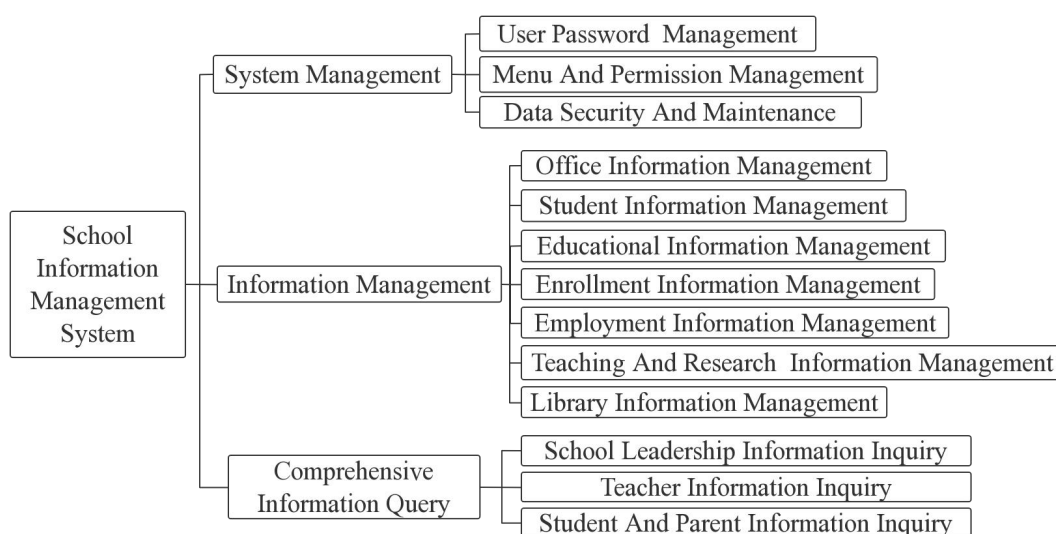 School
Information
Management
System
System Management
User Password Management
Menu And Permission Management
Data Security And Maintenance
Information Management
Office Information Management
Student Information Management
Educational Information Management
Enrollment Information Management
Employment Information Management
Teaching And Research Information Management
Library Information Management
Comprehensive
Information Query
School Leadership Information Inquiry
Teacher Information Inquiry
Student And Parent Information Inquiry